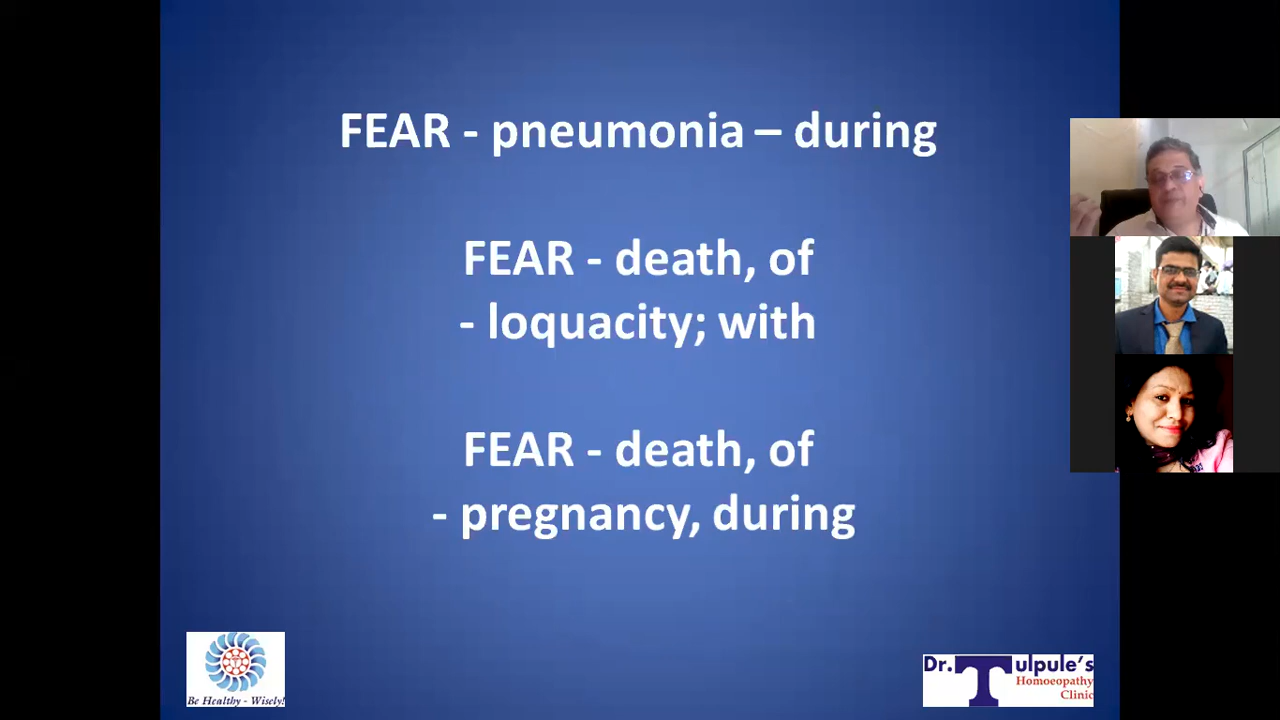 FEAR - pneumonia – during
FEAR - death, of
- loquacity; with
FEAR - death, of
- pregnancy, during
Be Healthy - Wisely!
Dr. Tulpule's
Homoeopathy
Clinic